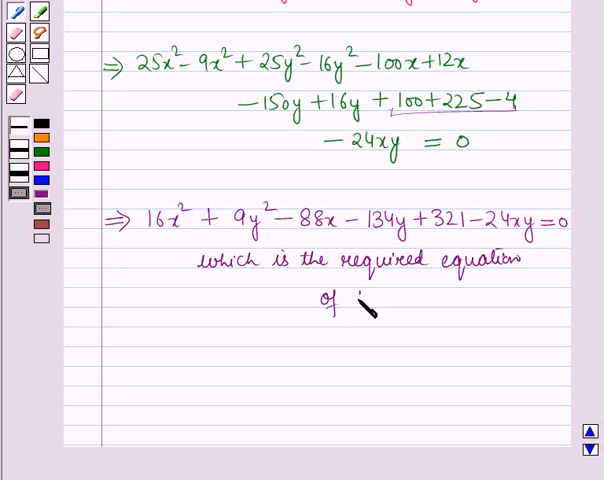 ⇒ 25x² - 9x² + 25y² - 16y² - 100x + 12x
- 150y + 16y + 100 + 225 - 4
- 24xy = 0
⇒ 16x² + 9y² - 88x - 134y + 321 - 24xy = 0
which is the required equation
of